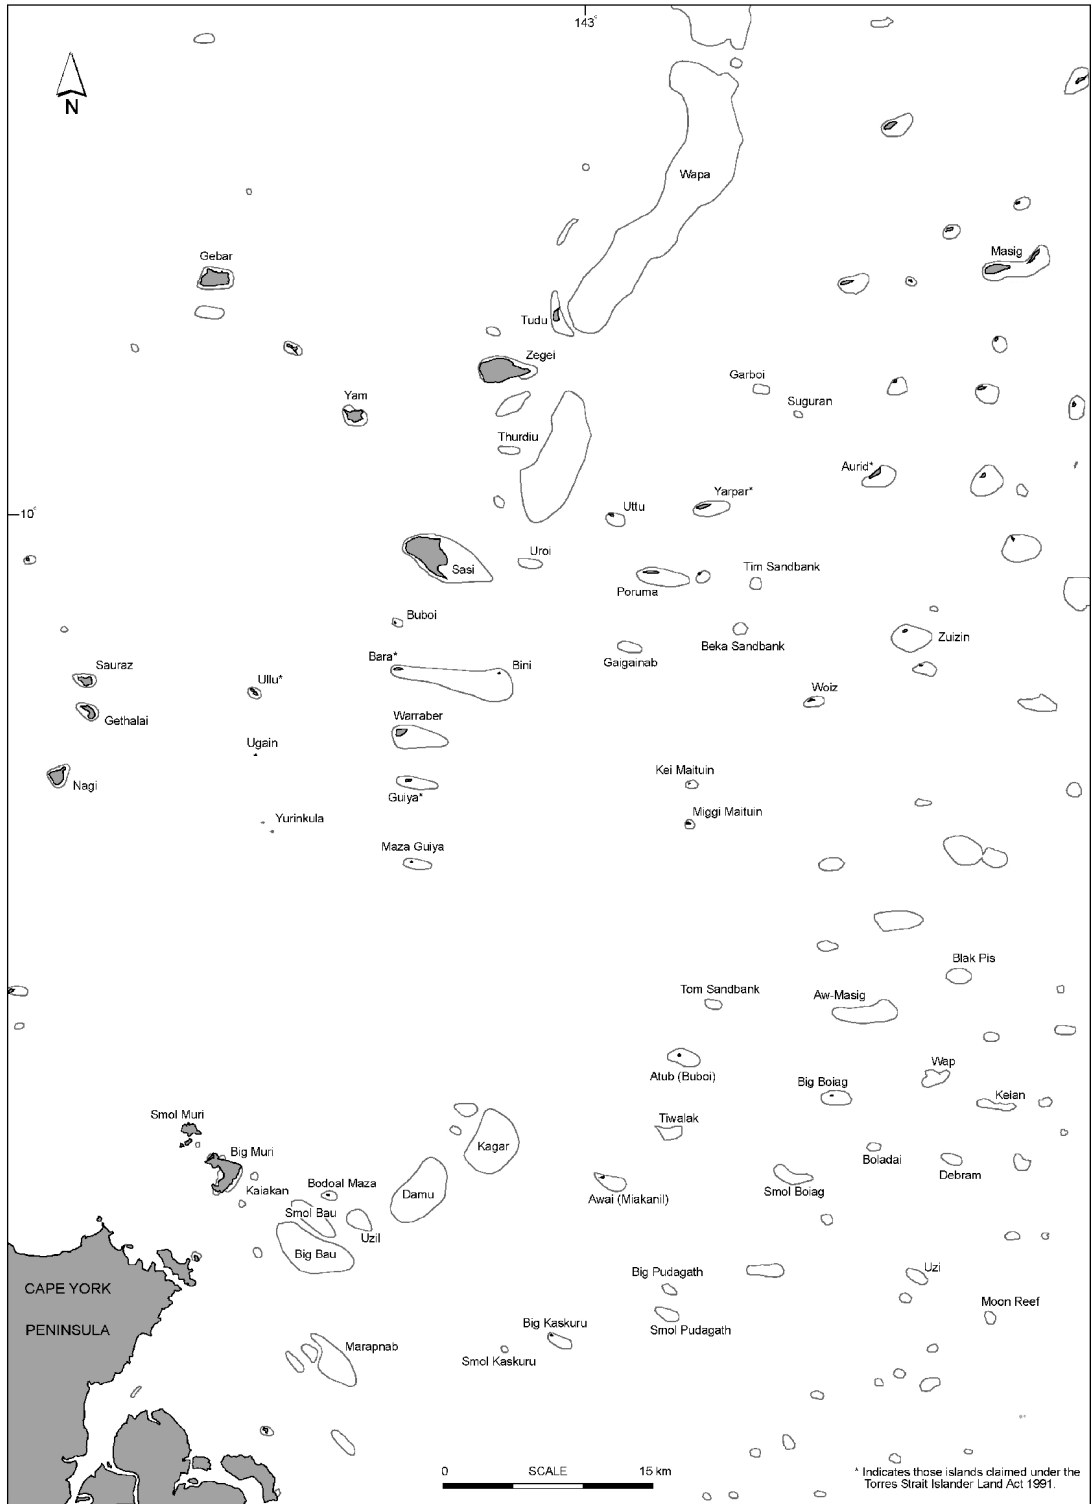 143°
N
Wapa
Gebar
Masig
Tudu
Zegei
Garboi
Yam
Suguran
Thurdiu
Aurid*
Yarpar*
Uttu
10°
Uroi
Sasi
Tim Sandbank
Poruma
Buboi
Zuizin
Beka Sandbank
Bara*
Bini
Gaigainab
Sauraz
Ullu*
Woiz
Gethalai
Warraber
Ugain
Kei Maituin
Nagi
Guiya*
Miggi Maituin
Yurinkula
Maza Guiya
Blak Pis
Tom Sandbank
Aw-Masig
Wap
Atub (Buboi)
Big Boiag
Keian
Smol Muri
Tiwalak
Kagar
Big Muri
Boladai
Debram
Bodoal Maza
Kaiakan
Damu
Smol Boiag
Awai (Miakanil)
Smol Bau
Uzil
Big Bau
Uzi
Big Pudagath
CAPE YORK
PENINSULA
Moon Reef
Big Kaskuru
Smol Pudagath
Marapnab
Smol Kaskuru
0 SCALE 15 km
* Indicates those islands claimed under the
Torres Strait Islander Land Act 1991.